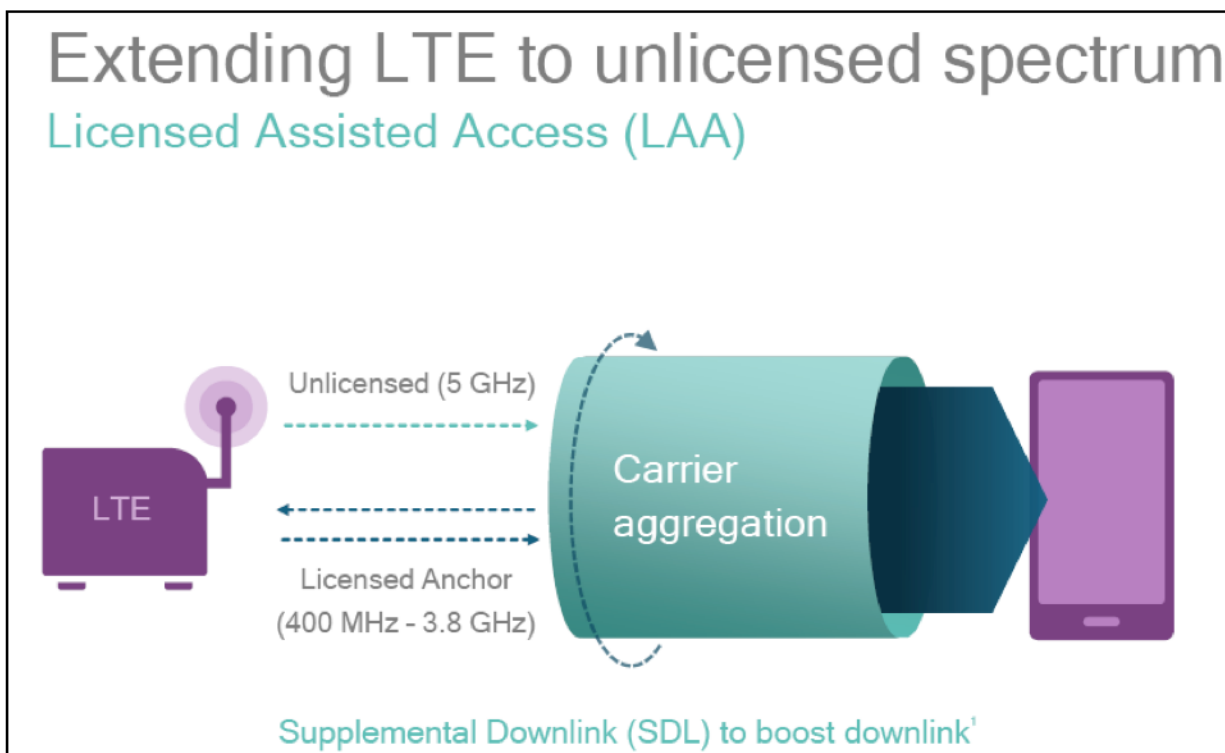 Extending LTE to unlicensed spectrum
Licensed Assisted Access (LAA)
Unlicensed (5 GHz)
LTE
Carrier
aggregation
Licensed Anchor
(400 MHz - 3.8 GHz)
Supplemental Downlink (SDL) to boost downlink¹